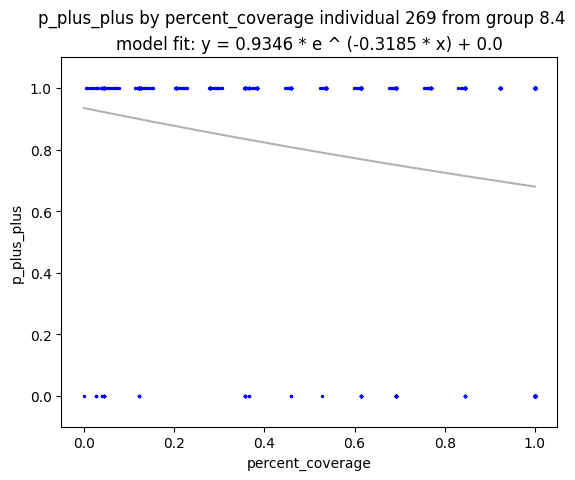 p_plus_plus by percent_coverage individual 269 from group 8.4
model fit: y = 0.9346 * e ^ (-0.3185 * x) + 0.0
1.0
0.8
0.6
0.4
0.2
0.0
p_plus_plus
0.0 0.2 0.4 0.6 0.8 1.0
percent_coverage